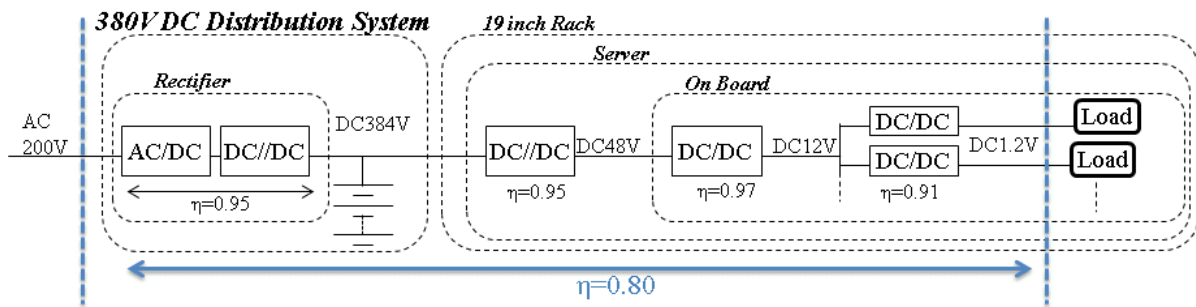 380V DC Distribution System
19 inch Rack
Server
Rectifier
On Board
AC
200V
AC/DC
DC//DC
DC384V
DC//DC
DC48V
DC/DC
DC12V
DC/DC
DC/DC
DC1.2V
Load
Load
η=0.95
η=0.95
η=0.97
η=0.91
η=0.80